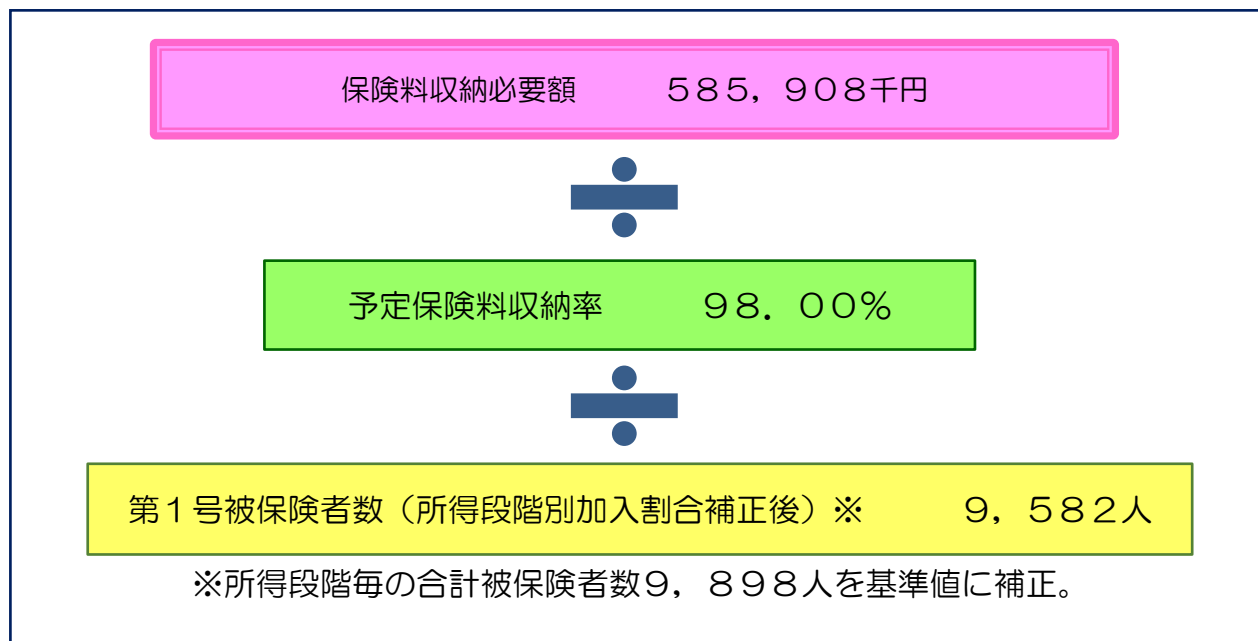 保険料収納必要額　　５８５，９０８千円
÷
予定保険料収納率　　　９８．００％
÷
第１号被保険者数（所得段階別加入割合補正後）※　　　９，５８２人
※所得段階毎の合計被保険者数９，８９８人を基準値に補正。